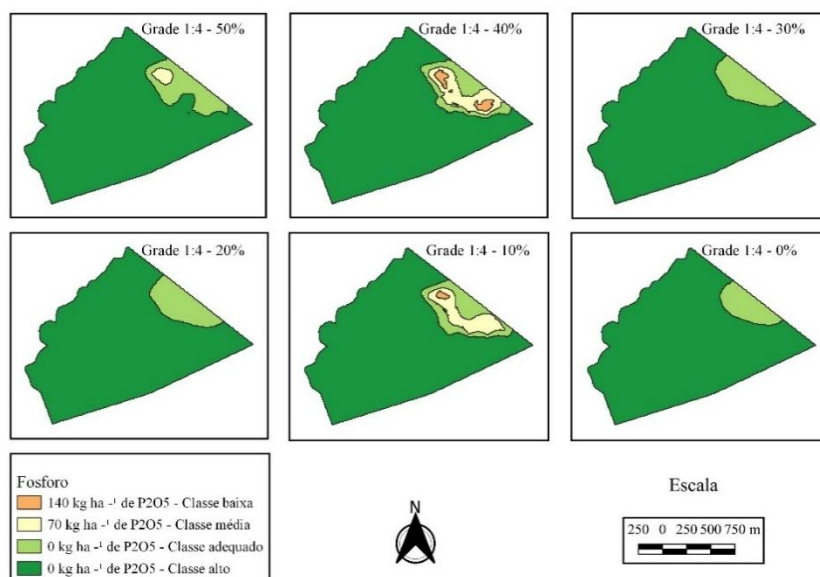 Grade 1:4 - 50%
Grade 1:4 - 40%
Grade 1:4 - 30%
Grade 1:4 - 20%
Grade 1:4 - 10%
Grade 1:4 - 0%
Fosforo
140 kg ha -¹ de P2O5 - Classe baixa
70 kg ha -¹ de P2O5 - Classe média
0 kg ha -¹ de P2O5 - Classe adequado
0 kg ha -¹ de P2O5 - Classe alto
N
Escala
250 0 250 500 750 m